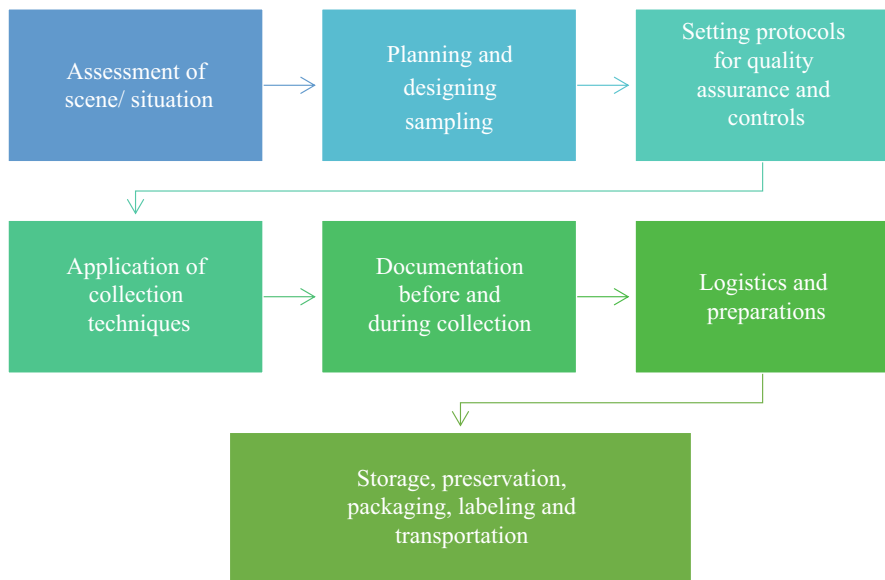 Assessment of
scene/ situation
Planning and
designing
sampling
Setting protocols
for quality
assurance and
controls
Application of
collection
techniques
Documentation
before and
during collection
Logistics and
preparations
Storage, preservation,
packaging, labeling and
transportation